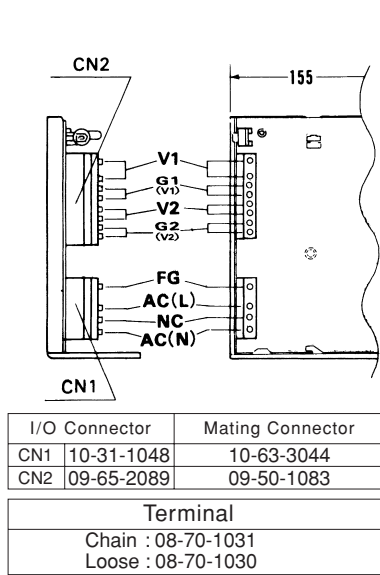 CN2
155
V1
G1
(V1)
V2
G2
(V2)
FG
AC(L)
NC
AC(N)
CN1
I/O Connector Mating Connector
CN1 10-31-1048 10-63-3044
CN2 09-65-2089 09-50-1083
Terminal
Chain : 08-70-1031
Loose : 08-70-1030